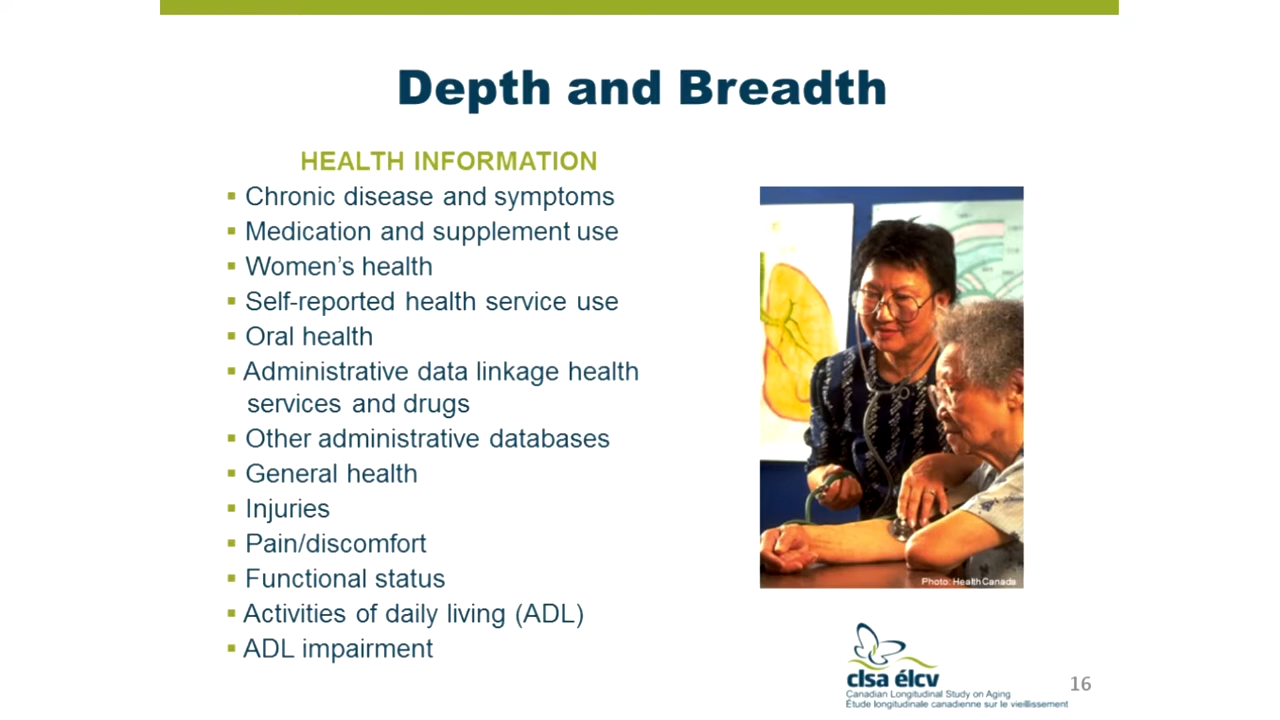 Depth and Breadth
HEALTH INFORMATION
▪ Chronic disease and symptoms
▪ Medication and supplement use
▪ Women’s health
▪ Self-reported health service use
▪ Oral health
▪ Administrative data linkage health
services and drugs
▪ Other administrative databases
▪ General health
▪ Injuries
▪ Pain/discomfort
▪ Functional status
▪ Activities of daily living (ADL)
▪ ADL impairment
Photo: Health Canada
clsa élcv
Canadian Longitudinal Study on Aging
Étude longitudinale canadienne sur le vieillissement
16